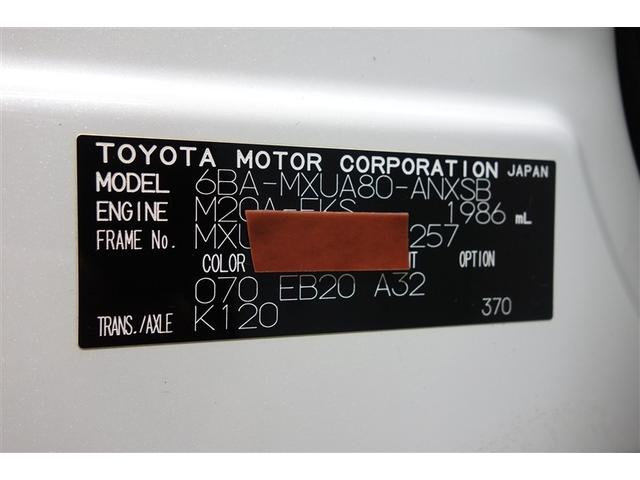 TOYOTA MOTOR CORPORATION JAPAN
MODEL 6BA-MXUA80-ANXSB
ENGINE M20A-FKS 1986 mL
FRAME No. MXU 257
COLOR OPTION
070 EB20 A32
TRANS./AXLE K120 370